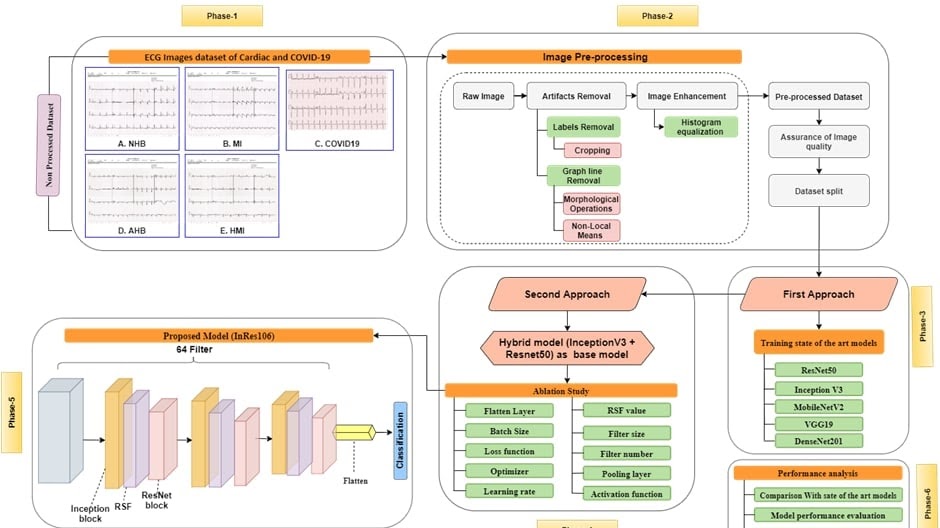 Phase-1
Phase-2
ECG Images dataset of Cardiac and COVID-19
Image Pre-processing
Non Processed Dataset
A. NHB
B. MI
C. COVID19
D. AHB
E. HMI
Raw Image
Artifacts Removal
Image Enhancement
Pre-processed Dataset
Labels Removal
Histogram
equalization
Cropping
Graph line
Removal
Morphological
Operations
Non-Local
Means
Assurance of Image
quality
Dataset split
Second Approach
First Approach
Phase-3
Hybrid model (InceptionV3 +
Resnet50) as base model
Training state of the art models
ResNet50
Inception V3
MobileNetV2
VGG19
DenseNet201
Ablation Study
Flatten Layer
Batch Size
Loss function
Optimizer
Learning rate
RSF value
Filter size
Filter number
Pooling layer
Activation function
Phase-5
Proposed Model (InRes106)
64 Filter
Inception
block
RSF
ResNet
block
Flatten
Classification
Performance analysis
Comparison With sate of the art models
Model performance evaluation
Phase-6